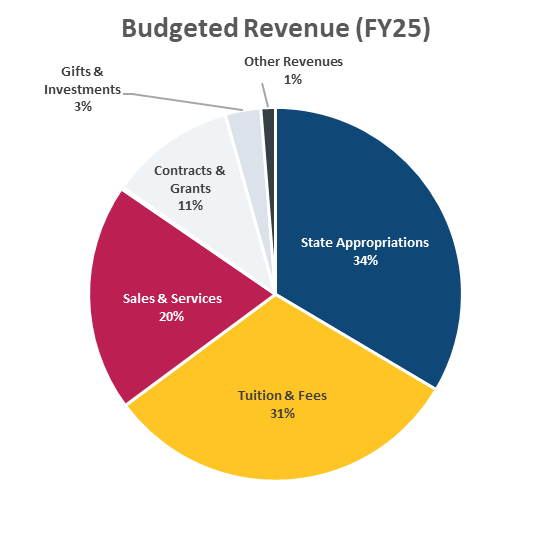 Budgeted Revenue (FY25)
Other Revenues
1%
Gifts &
Investments
3%
Contracts &
Grants
11%
State Appropriations
34%
Sales & Services
20%
Tuition & Fees
31%